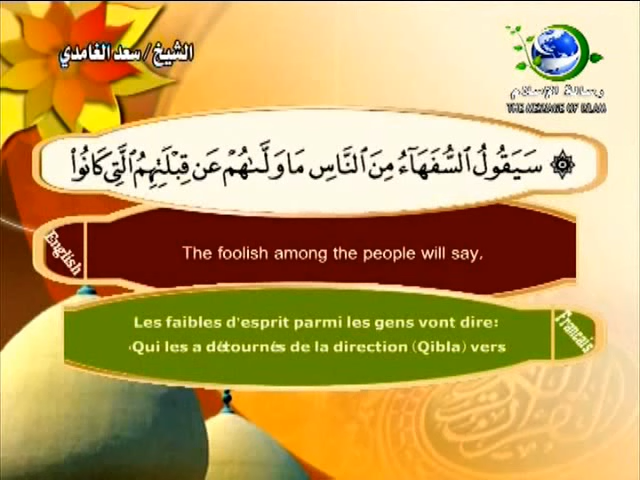 الشيخ / سعد الغامدي
رسالة الإسلام
THE MESSAGE OF ISLAM
۞ سَيَقُولُ السُّفَهَاءُ مِنَ النَّاسِ مَا وَلَّىٰهُمْ عَن قِبْلَتِهِمُ الَّتِي كَانُوا
English
The foolish among the people will say,
Les faibles d'esprit parmi les gens vont dire:
‹Qui les a détournés de la direction (Qibla) vers
Francais